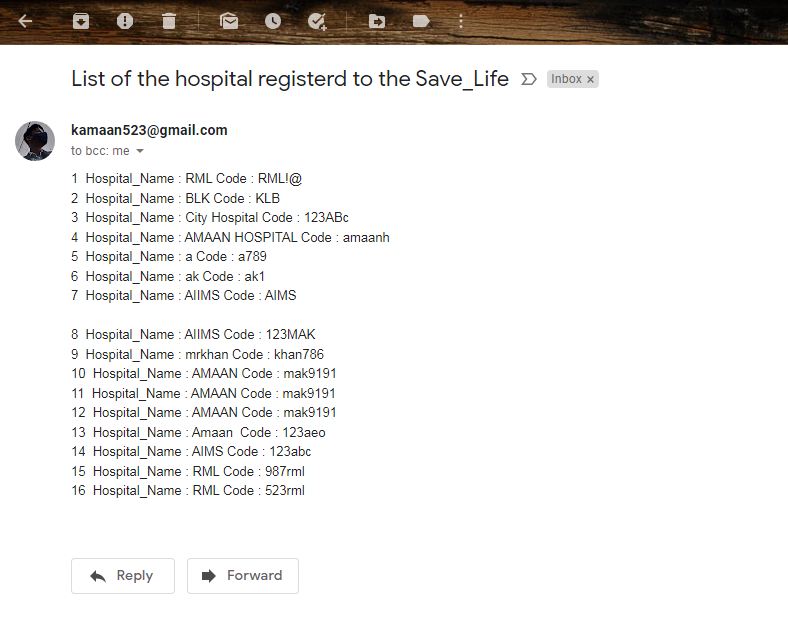 List of the hospital registerd to the Save_Life Inbox ×
kamaan523@gmail.com
to bcc: me
1 Hospital_Name : RML Code : RML!@
2 Hospital_Name : BLK Code : KLB
3 Hospital_Name : City Hospital Code : 123ABc
4 Hospital_Name : AMAAN HOSPITAL Code : amaanh
5 Hospital_Name : a Code : a789
6 Hospital_Name : ak Code : ak1
7 Hospital_Name : AIIMS Code : AIMS
8 Hospital_Name : AIIMS Code : 123MAK
9 Hospital_Name : mrkhan Code : khan786
10 Hospital_Name : AMAAN Code : mak9191
11 Hospital_Name : AMAAN Code : mak9191
12 Hospital_Name : AMAAN Code : mak9191
13 Hospital_Name : Amaan Code : 123aeo
14 Hospital_Name : AIMS Code : 123abc
15 Hospital_Name : RML Code : 987rml
16 Hospital_Name : RML Code : 523rml
Reply Forward